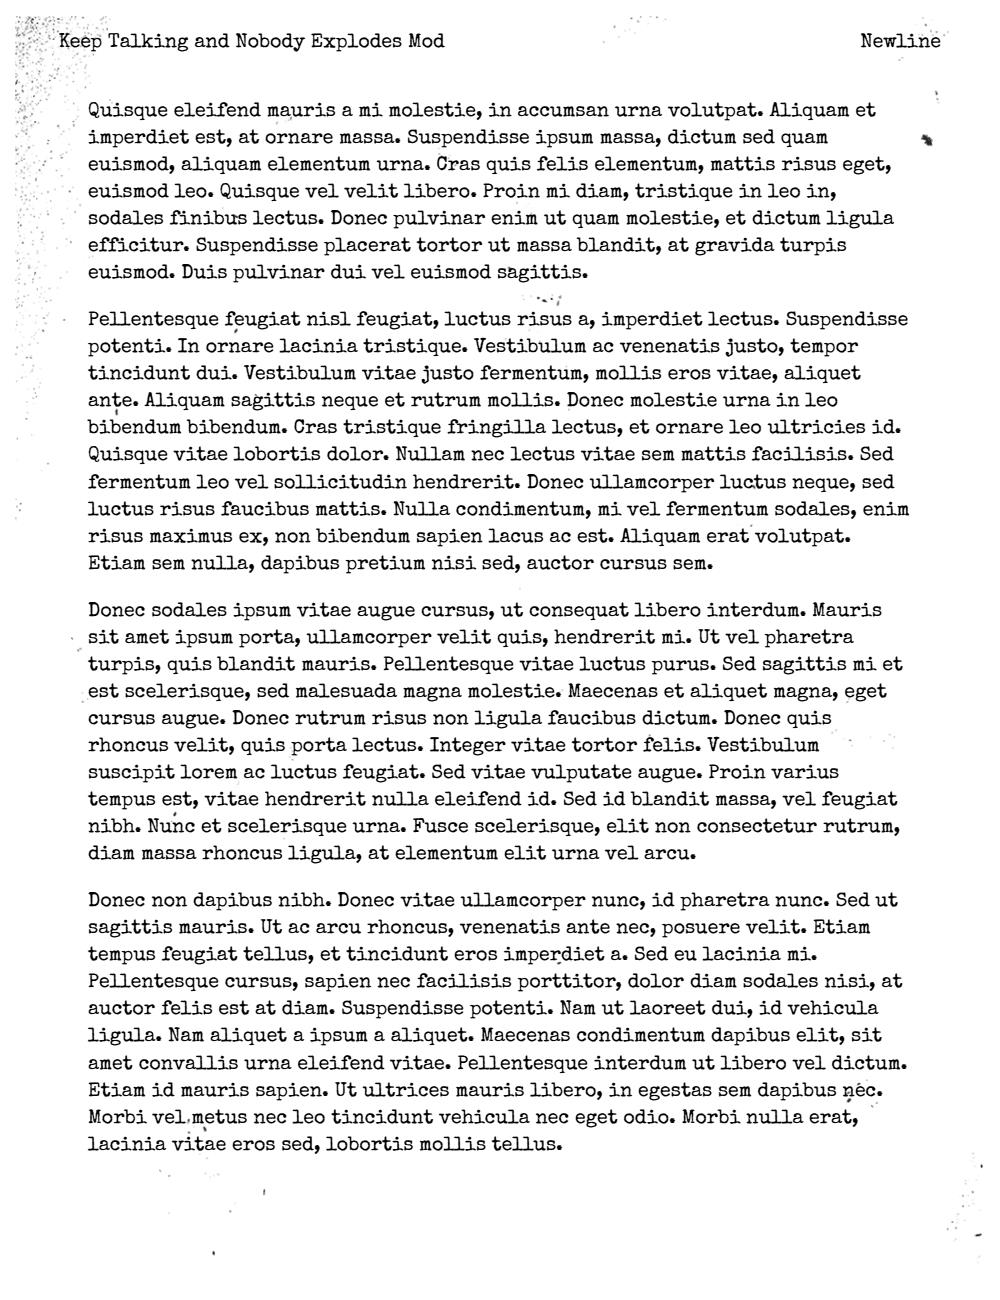 Keep Talking and Nobody Explodes Mod
Newline
Quisque eleifend mauris a mi molestie, in accumsan urna volutpat. Aliquam et
imperdiet est, at ornare massa. Suspendisse ipsum massa, dictum sed quam
euismod, aliquam elementum urna. Cras quis felis elementum, mattis risus eget,
euismod leo. Quisque vel velit libero. Proin mi diam, tristique in leo in,
sodales finibus lectus. Donec pulvinar enim ut quam molestie, et dictum ligula
efficitur. Suspendisse placerat tortor ut massa blandit, at gravida turpis
euismod. Duis pulvinar dui vel euismod sagittis.
Pellentesque feugiat nisl feugiat, luctus risus a, imperdiet lectus. Suspendisse
potenti. In ornare lacinia tristique. Vestibulum ac venenatis justo, tempor
tincidunt dui. Vestibulum vitae justo fermentum, mollis eros vitae, aliquet
ante. Aliquam sagittis neque et rutrum mollis. Donec molestie urna in leo
bibendum bibendum. Cras tristique fringilla lectus, et ornare leo ultricies id.
Quisque vitae lobortis dolor. Nullam nec lectus vitae sem mattis facilisis. Sed
fermentum leo vel sollicitudin hendrerit. Donec ullamcorper luctus neque, sed
luctus risus faucibus mattis. Nulla condimentum, mi vel fermentum sodales, enim
risus maximus ex, non bibendum sapien lacus ac est. Aliquam erat volutpat.
Etiam sem nulla, dapibus pretium nisi sed, auctor cursus sem.
Donec sodales ipsum vitae augue cursus, ut consequat libero interdum. Mauris
sit amet ipsum porta, ullamcorper velit quis, hendrerit mi. Ut vel pharetra
turpis, quis blandit mauris. Pellentesque vitae luctus purus. Sed sagittis mi et
est scelerisque, sed malesuada magna molestie. Maecenas et aliquet magna, eget
cursus augue. Donec rutrum risus non ligula faucibus dictum. Donec quis
rhoncus velit, quis porta lectus. Integer vitae tortor felis. Vestibulum
suscipit lorem ac luctus feugiat. Sed vitae vulputate augue. Proin varius
tempus est, vitae hendrerit nulla eleifend id. Sed id blandit massa, vel feugiat
nibh. Nunc et scelerisque urna. Fusce scelerisque, elit non consectetur rutrum,
diam massa rhoncus ligula, at elementum elit urna vel arcu.
Donec non dapibus nibh. Donec vitae ullamcorper nunc, id pharetra nunc. Sed ut
sagittis mauris. Ut ac arcu rhoncus, venenatis ante nec, posuere velit. Etiam
tempus feugiat tellus, et tincidunt eros imperdiet a. Sed eu lacinia mi.
Pellentesque cursus, sapien nec facilisis porttitor, dolor diam sodales nisi, at
auctor felis est at diam. Suspendisse potenti. Nam ut laoreet dui, id vehicula
ligula. Nam aliquet a ipsum a aliquet. Maecenas condimentum dapibus elit, sit
amet convallis urna eleifend vitae. Pellentesque interdum ut libero vel dictum.
Etiam id mauris sapien. Ut ultrices mauris libero, in egestas sem dapibus nec.
Morbi vel metus nec leo tincidunt vehicula nec eget odio. Morbi nulla erat,
lacinia vitae eros sed, lobortis mollis tellus.